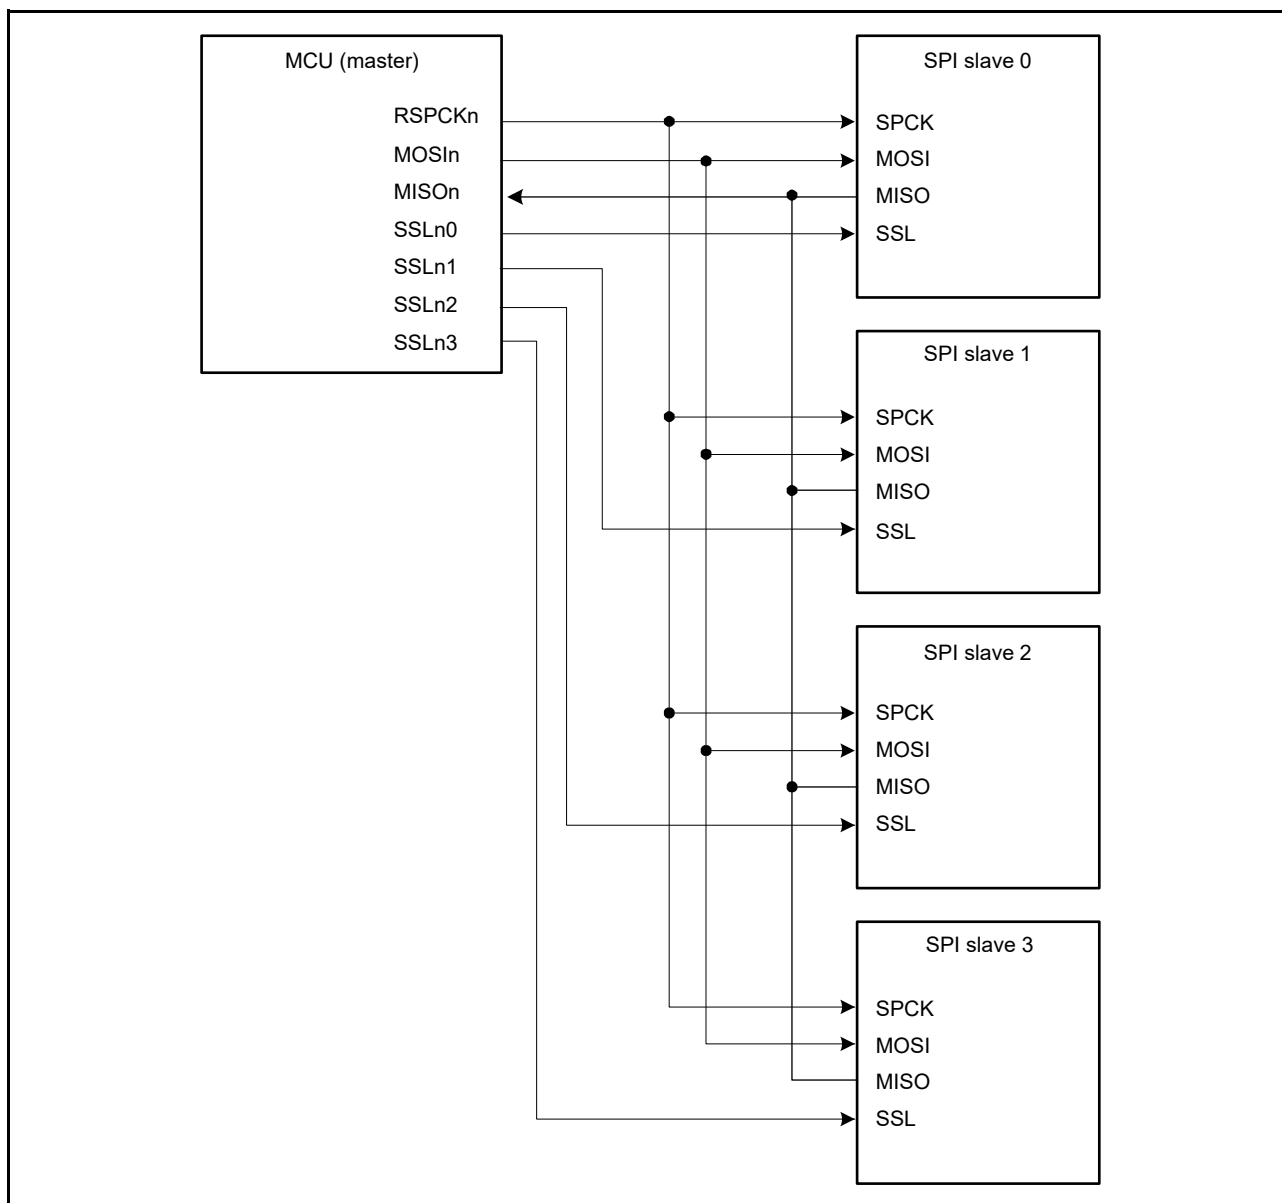 MCU (master)
RSPCKn
MOSIn
MISOn
SSLn0
SSLn1
SSLn2
SSLn3
SPI slave 0
SPCK
MOSI
MISO
SSL
SPI slave 1
SPCK
MOSI
MISO
SSL
SPI slave 2
SPCK
MOSI
MISO
SSL
SPI slave 3
SPCK
MOSI
MISO
SSL